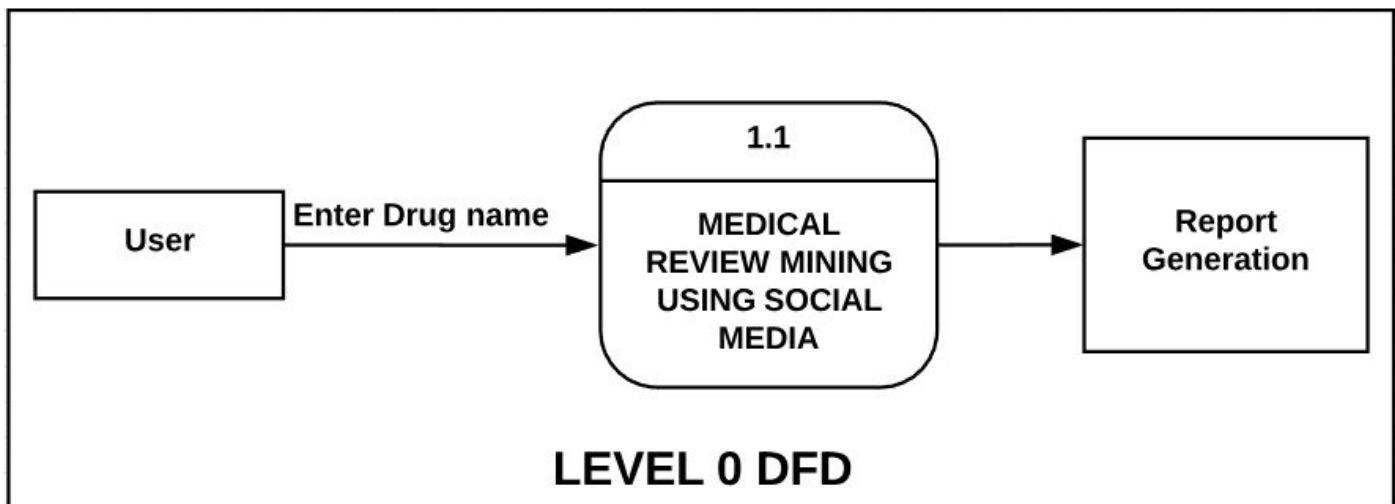 User
Enter Drug name
1.1
MEDICAL
REVIEW MINING
USING SOCIAL
MEDIA
Report
Generation
LEVEL 0 DFD